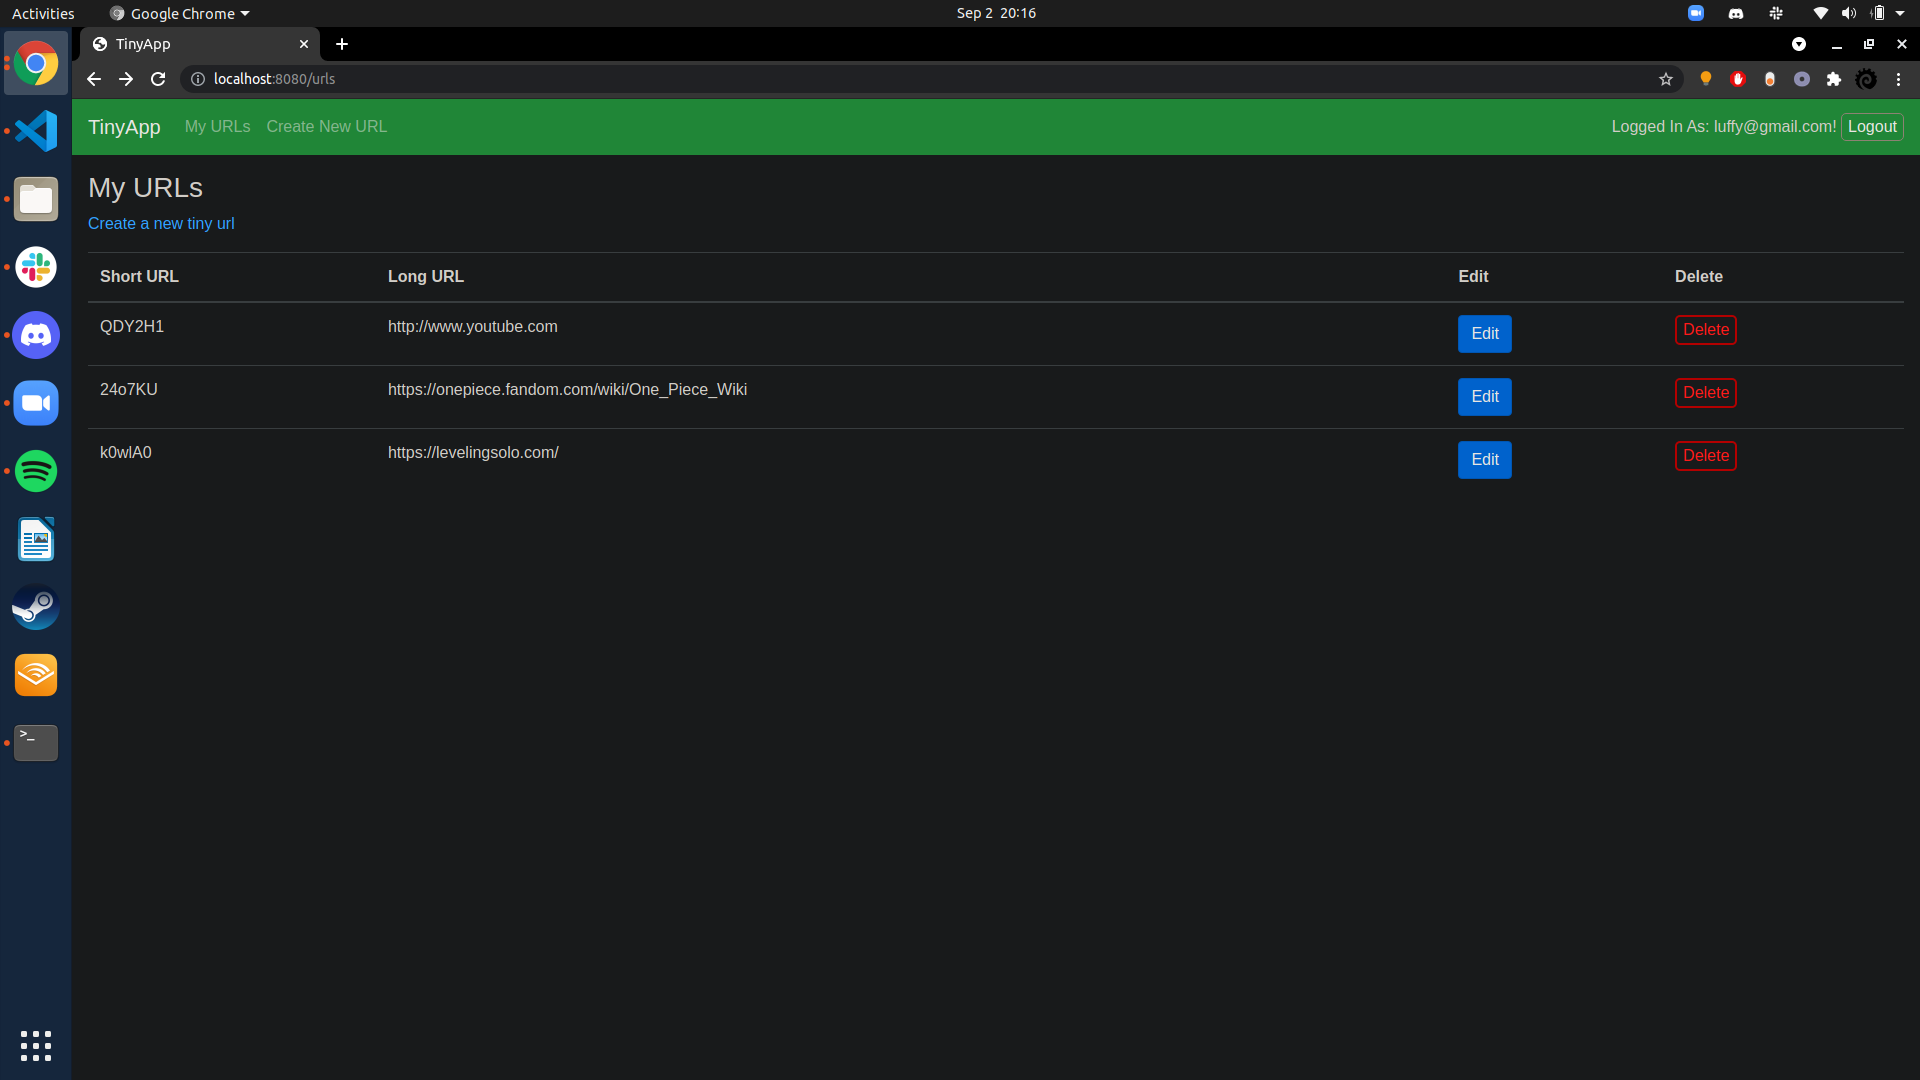 Activities
Google Chrome
Sep 2 20:16
TinyApp
localhost:8080/urls
TinyApp
My URLs
Create New URL
Logged In As: luffy@gmail.com!
Logout
My URLs
Create a new tiny url
Short URL Long URL Edit Delete
QDY2H1 http://www.youtube.com Edit Delete
24o7KU https://onepiece.fandom.com/wiki/One_Piece_Wiki Edit Delete
k0wlA0 https://levelingsolo.com/ Edit Delete
>_